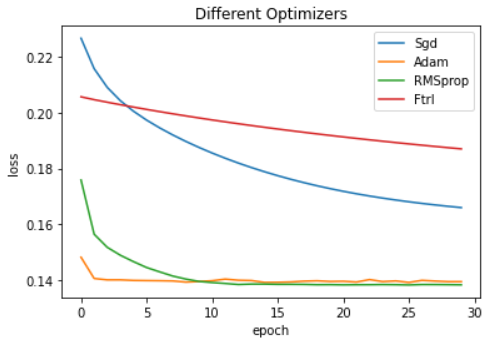 Different Optimizers
Sgd
Adam
RMSprop
Ftrl
loss
0.22
0.20
0.18
0.16
0.14
0
5
10
15
20
25
30
epoch